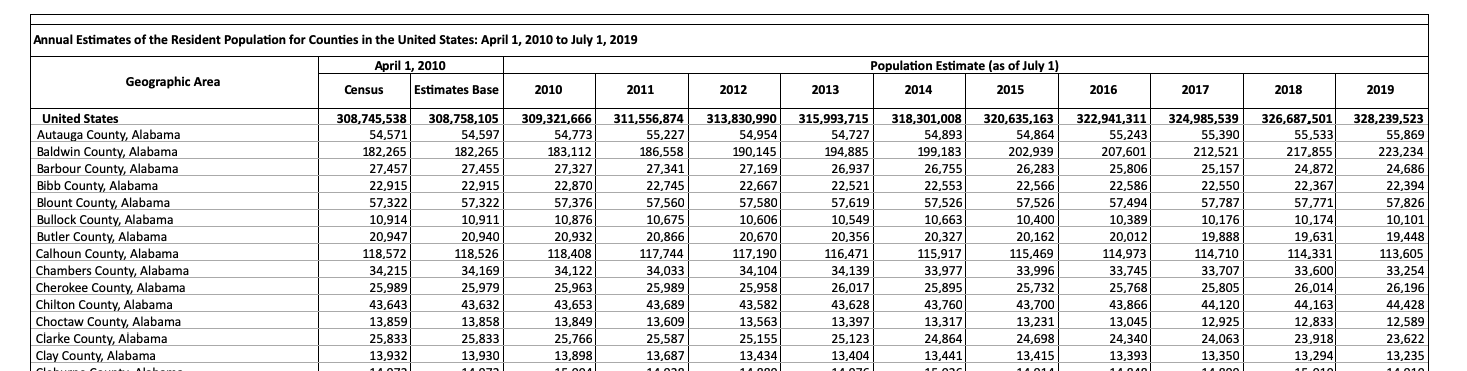 Annual Estimates of the Resident Population for Counties in the United States: April 1, 2010 to July 1, 2019
Geographic Area April 1, 2010 Population Estimate (as of July 1)
Census Estimates Base 2010 2011 2012 2013 2014 2015 2016 2017 2018 2019
United States 308,745,538 308,758,105 309,321,666 311,556,874 313,830,990 315,993,715 318,301,008 320,635,163 322,941,311 324,985,539 326,687,501 328,239,523
Autauga County, Alabama 54,571 54,597 54,773 55,227 54,954 54,727 54,893 54,864 55,243 55,390 55,533 55,869
Baldwin County, Alabama 182,265 182,265 183,112 186,558 190,145 194,885 199,183 202,939 207,601 212,521 217,855 223,234
Barbour County, Alabama 27,457 27,455 27,327 27,341 27,169 26,937 26,755 26,283 25,806 25,157 24,872 24,686
Bibb County, Alabama 22,915 22,915 22,870 22,745 22,667 22,521 22,553 22,566 22,586 22,550 22,367 22,394
Blount County, Alabama 57,322 57,322 57,376 57,560 57,580 57,619 57,526 57,526 57,494 57,787 57,771 57,826
Bullock County, Alabama 10,914 10,911 10,876 10,675 10,606 10,549 10,663 10,400 10,389 10,176 10,174 10,101
Butler County, Alabama 20,947 20,940 20,932 20,866 20,670 20,356 20,327 20,162 20,012 19,888 19,631 19,448
Calhoun County, Alabama 118,572 118,526 118,408 117,744 117,190 116,471 115,917 115,469 114,973 114,710 114,331 113,605
Chambers County, Alabama 34,215 34,169 34,122 34,033 34,104 34,139 33,977 33,996 33,745 33,707 33,600 33,254
Cherokee County, Alabama 25,989 25,979 25,963 25,989 25,958 26,017 25,895 25,732 25,768 25,805 26,014 26,196
Chilton County, Alabama 43,643 43,632 43,653 43,689 43,582 43,628 43,760 43,700 43,866 44,120 44,163 44,428
Choctaw County, Alabama 13,859 13,858 13,849 13,609 13,563 13,397 13,317 13,231 13,045 12,925 12,833 12,589
Clarke County, Alabama 25,833 25,833 25,766 25,587 25,155 25,123 24,864 24,698 24,340 24,063 23,918 23,622
Clay County, Alabama 13,932 13,930 13,898 13,687 13,434 13,404 13,441 13,415 13,393 13,350 13,294 13,235